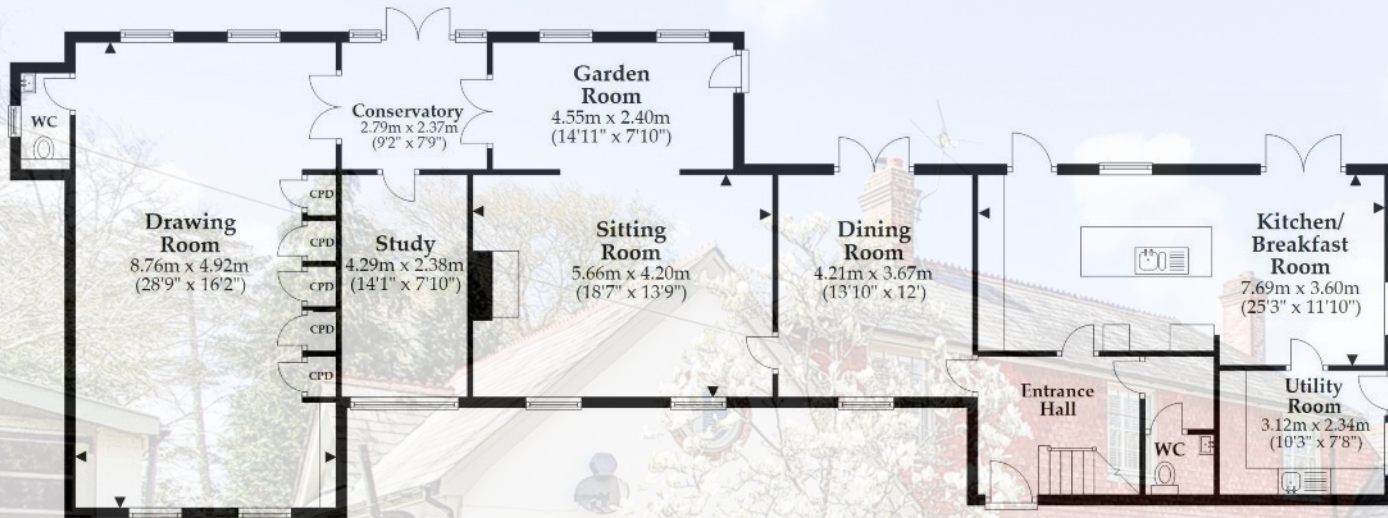 WC
Drawing
Room
8.76m x 4.92m
(28'9" x 16'2")
CPD
CPD
CPD
CPD
CPD
Conservatory
2.79m x 2.37m
(9'2" x 7'9")
Study
4.29m x 2.38m
(14'1" x 7'10")
Garden
Room
4.55m x 2.40m
(14'11" x 7'10")
Sitting
Room
5.66m x 4.20m
(18'7" x 13'9")
Dining
Room
4.21m x 3.67m
(13'10" x 12')
Kitchen/
Breakfast
Room
7.69m x 3.60m
(25'3" x 11'10")
Entrance
Hall
WC
Utility
Room
3.12m x 2.34m
(10'3" x 7'8")